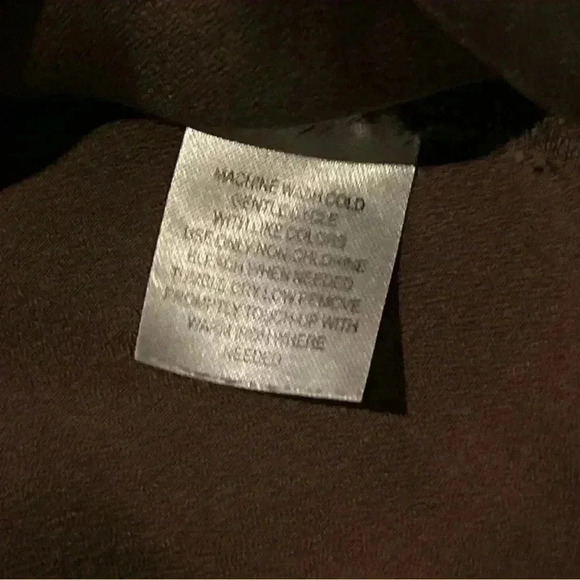 MACHINE WASH COLD
GENTLE CYCLE
WITH LIKE COLORS
USE ONLY NON CHLORINE
BLEACH WHEN NEEDED
TUMBLE DRY LOW REMOVE
PROMPTLY TOUCH-UP WITH
WARM IRON WHERE
NEEDED